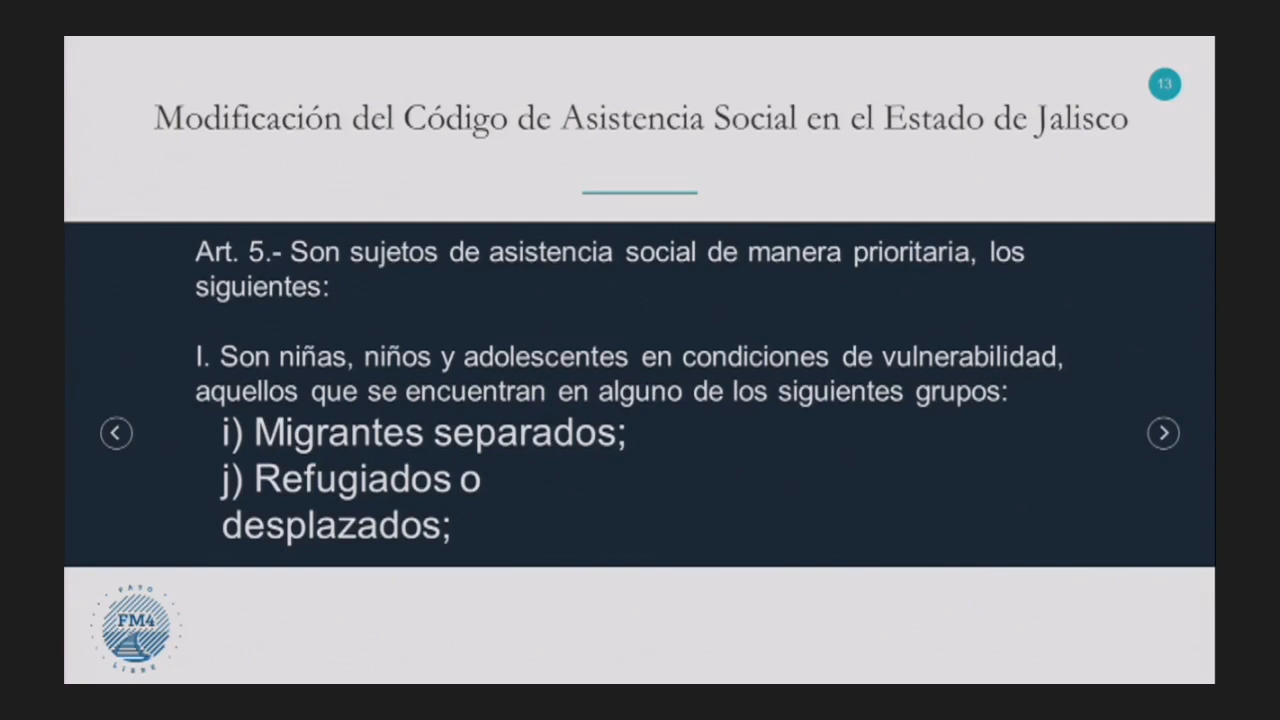 13
Modificación del Código de Asistencia Social en el Estado de Jalisco
Art. 5.- Son sujetos de asistencia social de manera prioritaria, los
siguientes:
I. Son niñas, niños y adolescentes en condiciones de vulnerabilidad,
aquellos que se encuentran en alguno de los siguientes grupos:
i) Migrantes separados;
j) Refugiados o
desplazados;
PASO
FM4
LIBRE